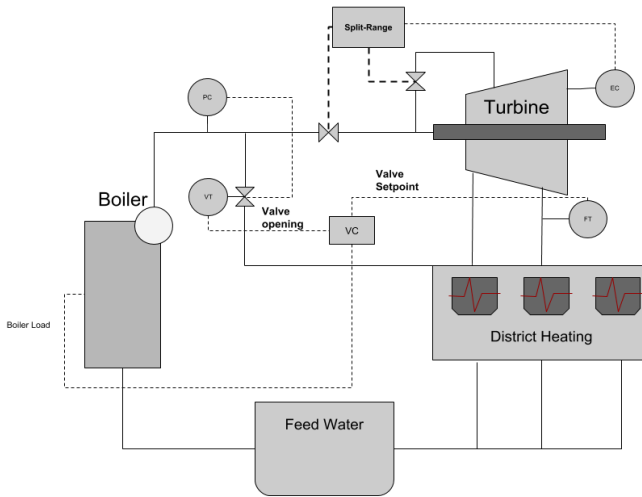 Split-Range
PC
Turbine
EC
Valve
Setpoint
Boiler
VT
Valve
opening
VC
FT
Boiler Load
District Heating
Feed Water